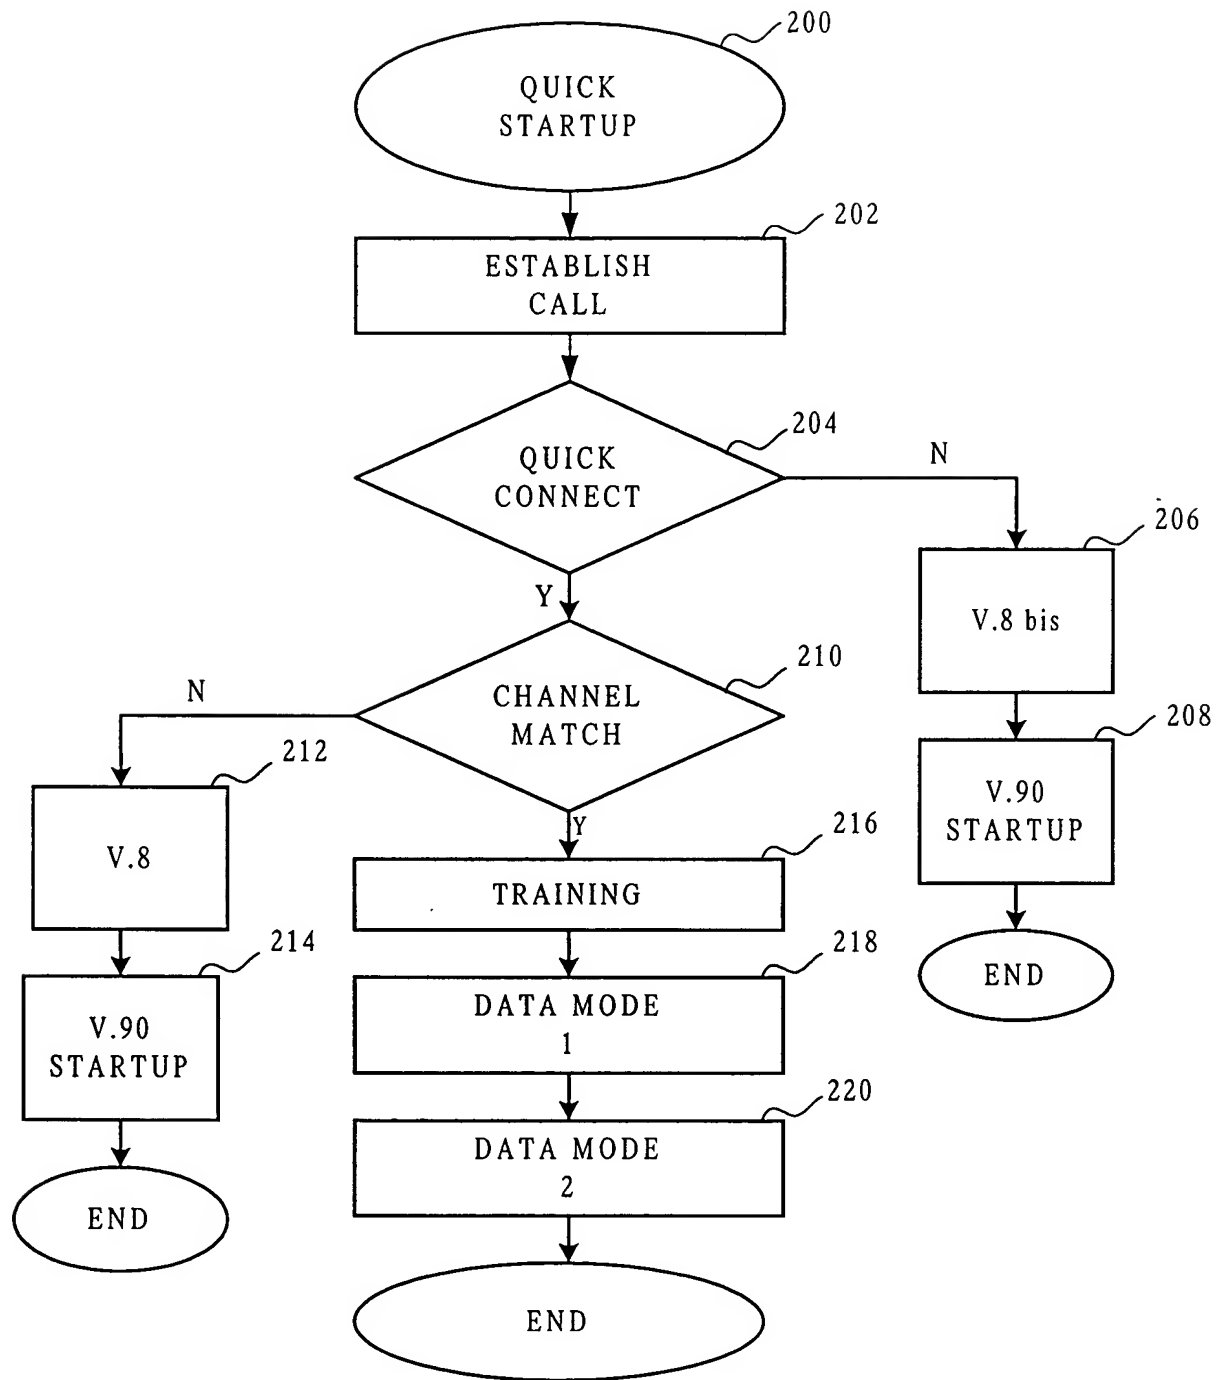 200
QUICK
STARTUP
202
ESTABLISH
CALL
204
QUICK
CONNECT
N
206
V.8 bis
Y
210
CHANNEL
MATCH
N
208
V.90
STARTUP
212
V.8
Y
216
TRAINING
END
214
V.90
STARTUP
218
DATA MODE
1
220
DATA MODE
2
END
END